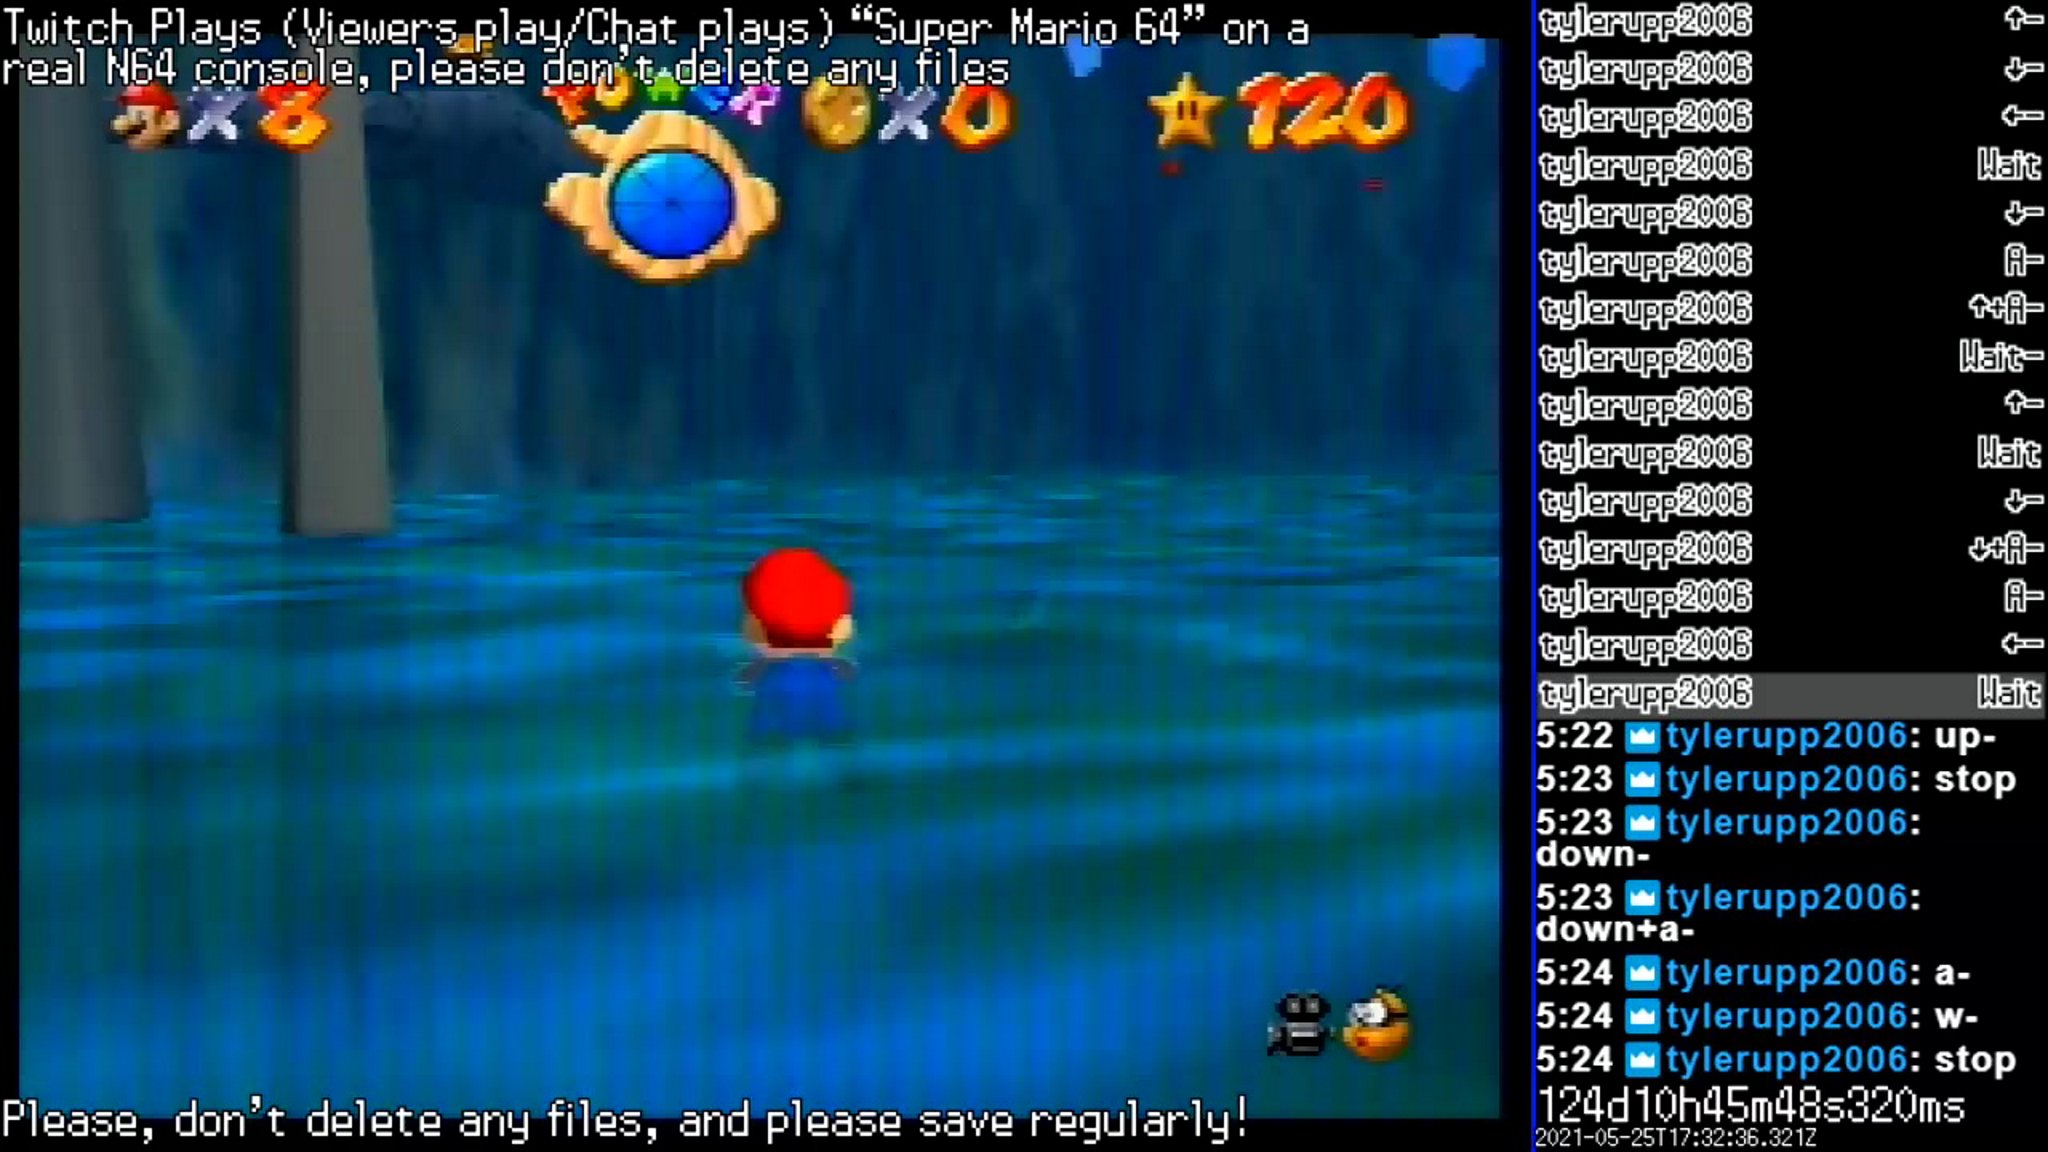 Twitch Plays (Viewers play/Chat plays) “Super Mario 64” on a
real N64 console, please don't delete any files
× 8
POWER
× 0
120
Please, don't delete any files, and please save regularly!
tylerupp2006 ↑-
tylerupp2006 ↓-
tylerupp2006 ←-
tylerupp2006 Wait
tylerupp2006 ↓-
tylerupp2006 A-
tylerupp2006 ↑+A-
tylerupp2006 Wait-
tylerupp2006 ↑-
tylerupp2006 Wait
tylerupp2006 ↓-
tylerupp2006 ↓+A-
tylerupp2006 A-
tylerupp2006 ←-
tylerupp2006 Wait
5:22 tylerupp2006: up-
5:23 tylerupp2006: stop
5:23 tylerupp2006:
down-
5:23 tylerupp2006:
down+a-
5:24 tylerupp2006: a-
5:24 tylerupp2006: w-
5:24 tylerupp2006: stop
124d10h45m48s320ms
2021-05-25T17:32:36.321Z